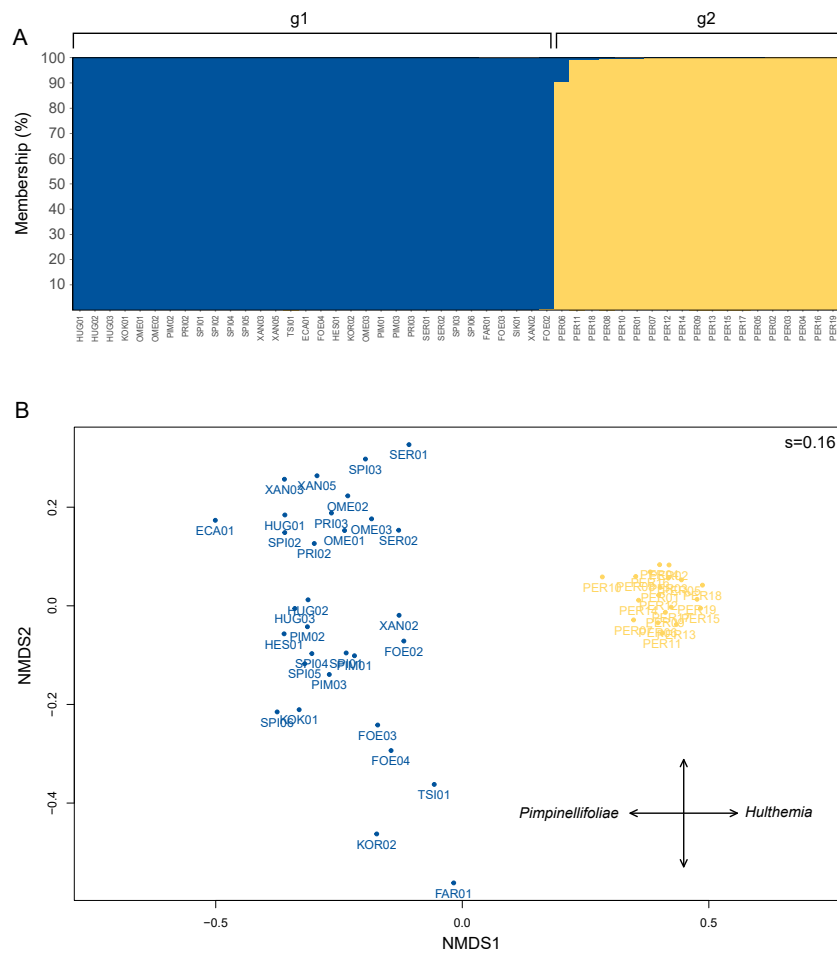 g1 g2
A
100
90
80
70
60
50
40
30
20
10
Membership (%)
HUG01 HUG02 HUG03 KOK01 OME01 OME02 PIM02 PRI02 SPI01 SPI02 SPI04 SPI05 XAN03 XAN05 TSI01 ECA01 FOE04 HES01 KOR02 OME03 PIM01 PIM03 PRI03 SER01 SER02 SPI03 SPI06 FAR01 FOE03 SIK01 XAN02 FOE02 PER06 PER11 PER18 PER08 PER10 PER01 PER07 PER12 PER14 PER09 PER13 PER15 PER17 PER05 PER02 PER03 PER04 PER16 PER19
B
s=0.16
SER01
SPI03
XAN03 XAN05
OME02
ECA01 HUG01 PRI03 OME03
SPI02 OME01 SER02
PRI02
PER10 PER18
HUG02
HUG03 XAN02 PER19
PIM02 PER15
HES01 FOE02 PER13
SPI04 SPI01 PIM01 PER11
SPI05
PIM03
SPI06 KOK01
FOE03
FOE04
TSI01
Pimpinellifoliae Hulthemia
KOR02
FAR01
0.2
0.0
−0.2
−0.4
NMDS2
−0.5 0.0 0.5
NMDS1